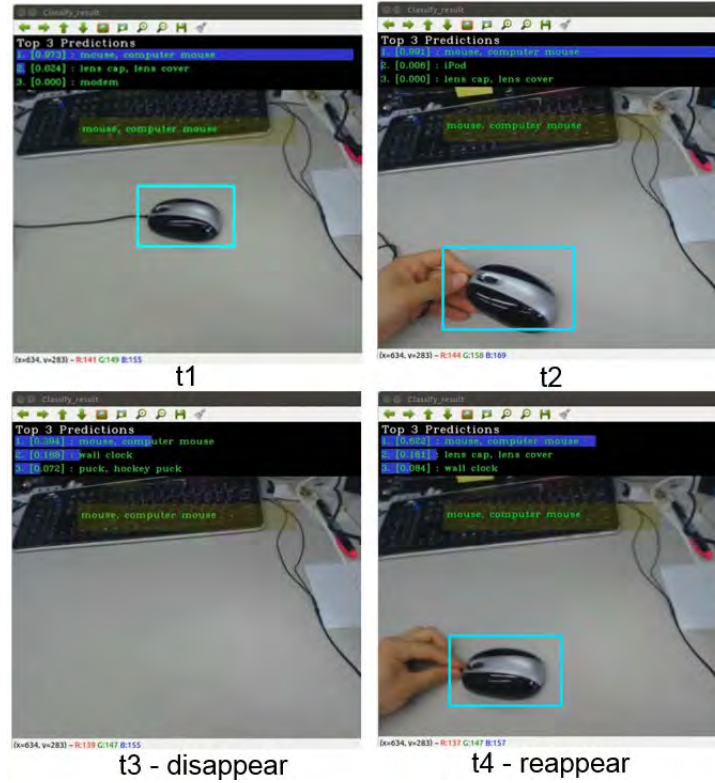 Classify_result
Top 3 Predictions
1. [0.973] : mouse, computer mouse
2. [0.024] : lens cap, lens cover
3. [0.000] : modem
mouse, computer mouse
(x=634, y=283) ~ R:141 G:149 B:155
t1
Classify_result
Top 3 Predictions
1. [0.991] : mouse, computer mouse
2. [0.006] : iPod
3. [0.000] : lens cap, lens cover
mouse, computer mouse
(x=634, y=283) ~ R:144 G:158 B:169
t2
Classify_result
Top 3 Predictions
1. [0.394] : mouse, computer mouse
2. : wall clock
3. [0.072] : puck, hockey puck
mouse, computer mouse
(x=634, y=283) ~ R:139 G:147 B:155
t3 - disappear
Classify_result
Top 3 Predictions
1. [0.622] : mouse, computer mouse
2. [0.161] : lens cap, lens cover
3. [0.084] : wall clock
mouse, computer mouse
(x=634, y=283) ~ R:137 G:147 B:157
t4 - reappear